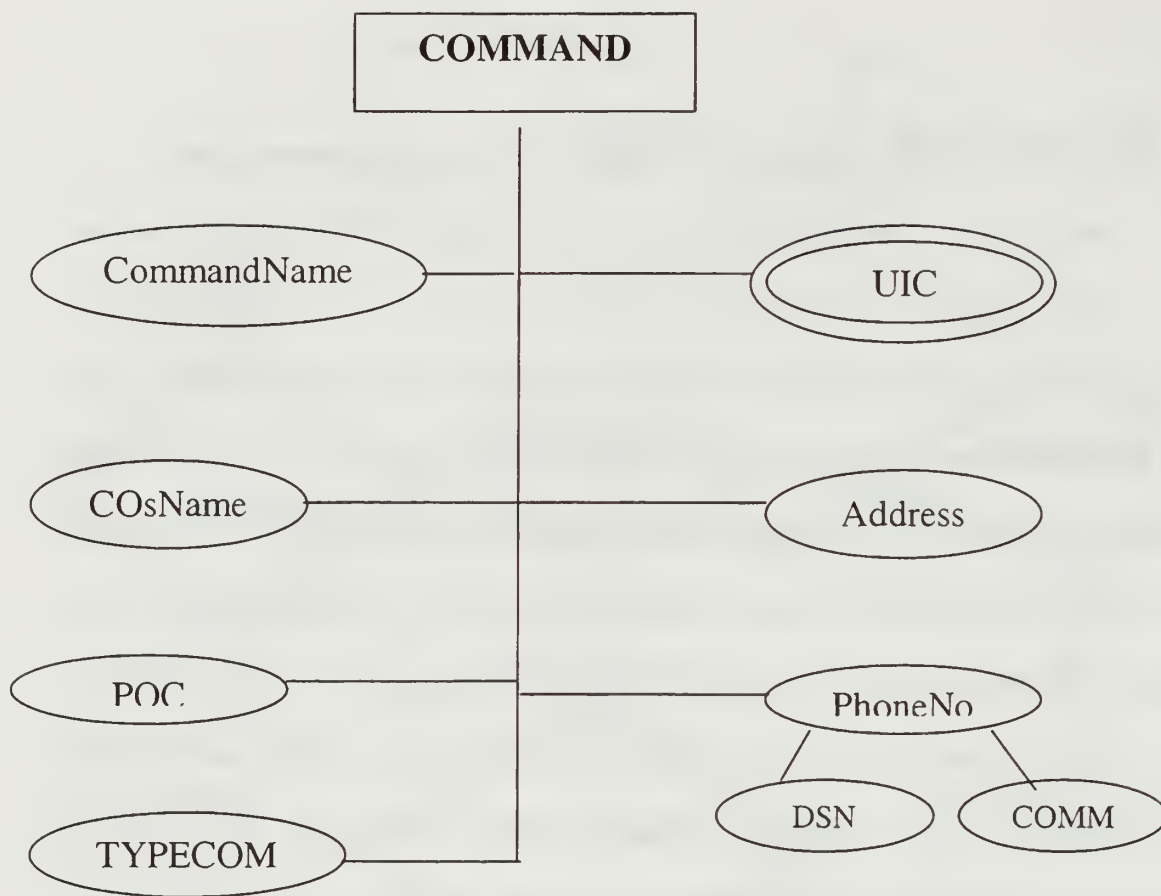 COMMAND
CommandName
UIC
COsName
Address
POC
PhoneNo
DSN
COMM
TYPECOM